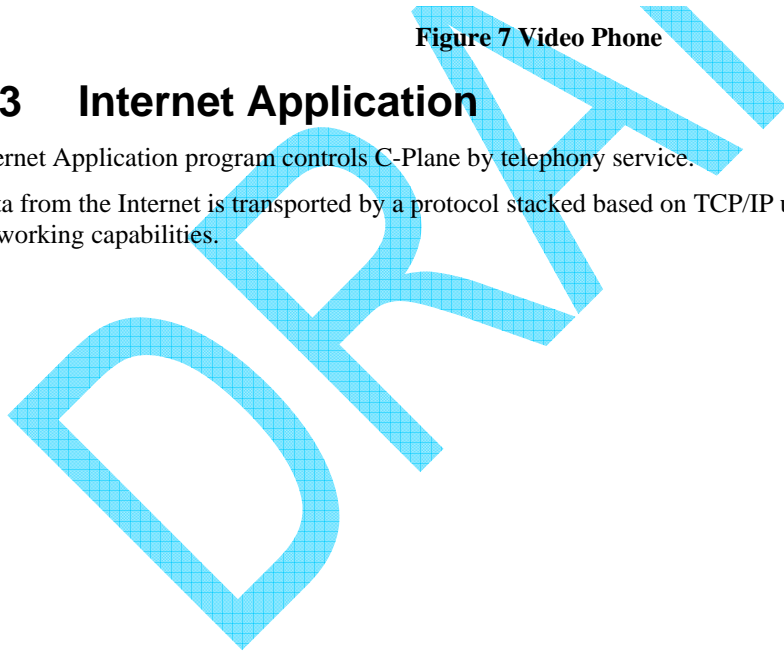 Figure 7 Video Phone
3 Internet Application
ernet Application program controls C-Plane by telephony service.
ta from the Internet is transported by a protocol stacked based on TCP/IP u
working capabilities.
DRA